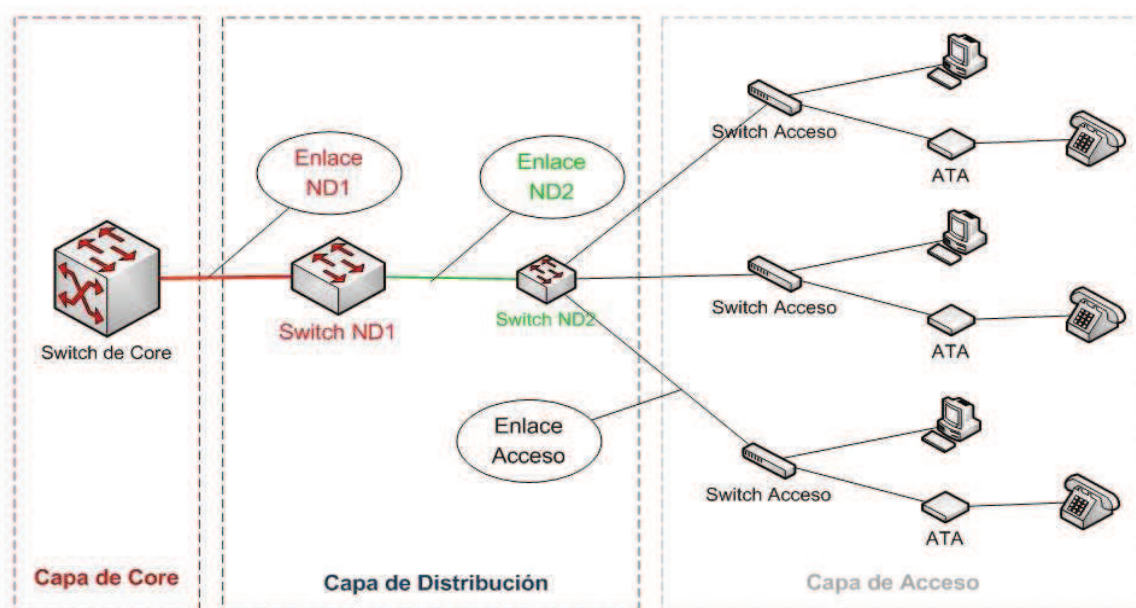 Enlace
ND1
Enlace
ND2
Switch de Core
Switch ND1
Switch ND2
Enlace
Acceso
Switch Acceso
ATA
Switch Acceso
ATA
Switch Acceso
ATA
Capa de Core
Capa de Distribución
Capa de Acceso